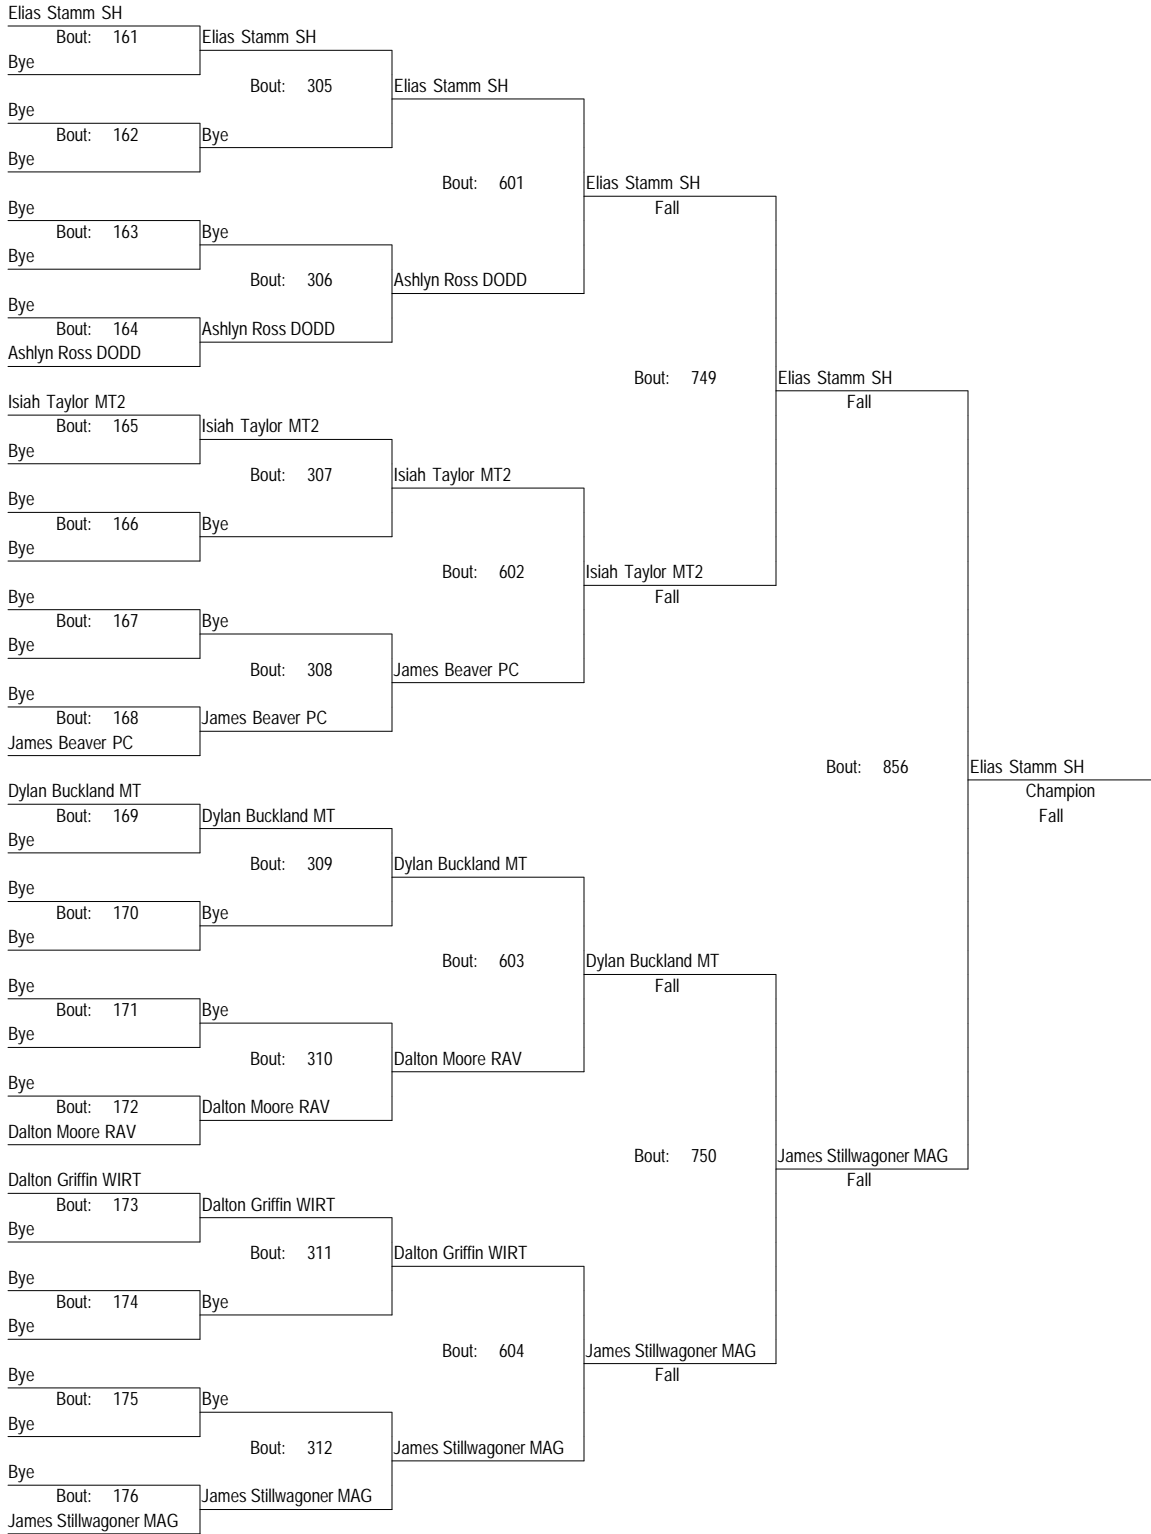 Elias Stamm SH
Bout: 161 Elias Stamm SH
Bye
Bout: 305 Elias Stamm SH
Bye
Bout: 162 Bye
Bye
Bout: 601 Elias Stamm SH
Fall
Bye
Bout: 163 Bye
Bye
Bout: 306 Ashlyn Ross DODD
Bye
Bout: 164 Ashlyn Ross DODD
Ashlyn Ross DODD
Bout: 749 Elias Stamm SH
Fall
Isiah Taylor MT2
Bout: 165 Isiah Taylor MT2
Bye
Bout: 307 Isiah Taylor MT2
Bye
Bout: 166 Bye
Bye
Bout: 602 Isiah Taylor MT2
Fall
Bye
Bout: 167 Bye
Bye
Bout: 308 James Beaver PC
Bye
Bout: 168 James Beaver PC
James Beaver PC
Bout: 856 Elias Stamm SH
Champion
Fall
Dylan Buckland MT
Bout: 169 Dylan Buckland MT
Bye
Bout: 309 Dylan Buckland MT
Bye
Bout: 170 Bye
Bye
Bout: 603 Dylan Buckland MT
Fall
Bye
Bout: 171 Bye
Bye
Bout: 310 Dalton Moore RAV
Bye
Bout: 172 Dalton Moore RAV
Dalton Moore RAV
Bout: 750 James Stillwagoner MAG
Fall
Dalton Griffin WIRT
Bout: 173 Dalton Griffin WIRT
Bye
Bout: 311 Dalton Griffin WIRT
Bye
Bout: 174 Bye
Bye
Bout: 604 James Stillwagoner MAG
Fall
Bye
Bout: 175 Bye
Bye
Bout: 312 James Stillwagoner MAG
Bye
Bout: 176 James Stillwagoner MAG
James Stillwagoner MAG